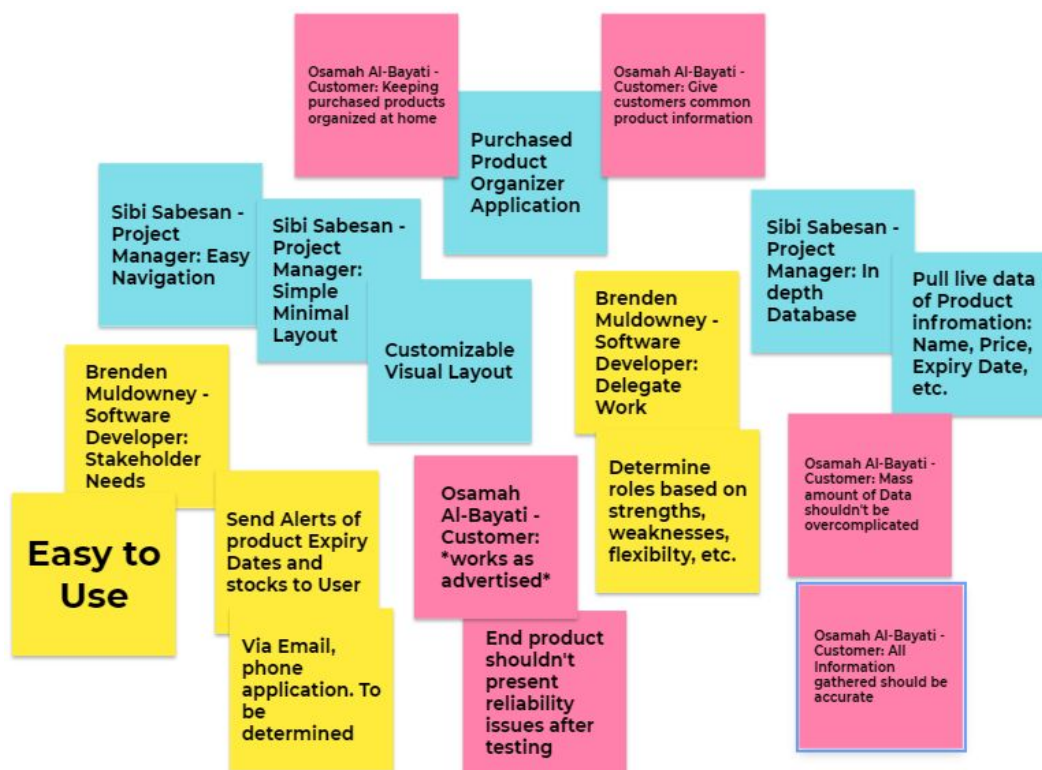 Osamah Al-Bayati -
Customer: Keeping
purchased products
organized at home
Osamah Al-Bayati -
Customer: Give
customers common
product information
Purchased
Product
Organizer
Application
Sibi Sabesan -
Project
Manager: Easy
Navigation
Sibi Sabesan -
Project
Manager:
Simple
Minimal
Layout
Customizable
Visual Layout
Brenden
Muldowney -
Software
Developer:
Delegate
Work
Sibi Sabesan -
Project
Manager: In
depth
Database
Pull live data
of Product
infromation:
Name, Price,
Expiry Date,
etc.
Brenden
Muldowney -
Software
Developer:
Stakeholder
Needs
Easy to
Use
Send Alerts of
product Expiry
Dates and
stocks to User
Via Email,
phone
application. To
be
determined
Osamah
Al-Bayati -
Customer:
*works as
advertised*
End product
shouldn't
present
reliability
issues after
testing
Determine
roles based on
strengths,
weaknesses,
flexibilty, etc.
Osamah Al-Bayati -
Customer: Mass
amount of Data
shouldn't be
overcomplicated
Osamah Al-Bayati -
Customer: All
Information
gathered should be
accurate